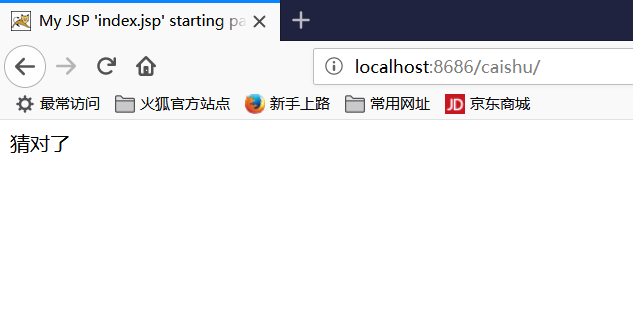 My JSP 'index.jsp' starting pa
localhost:8686/caishu/
最常访问 火狐官方站点 新手上路 常用网址 JD 京东商城
猜对了